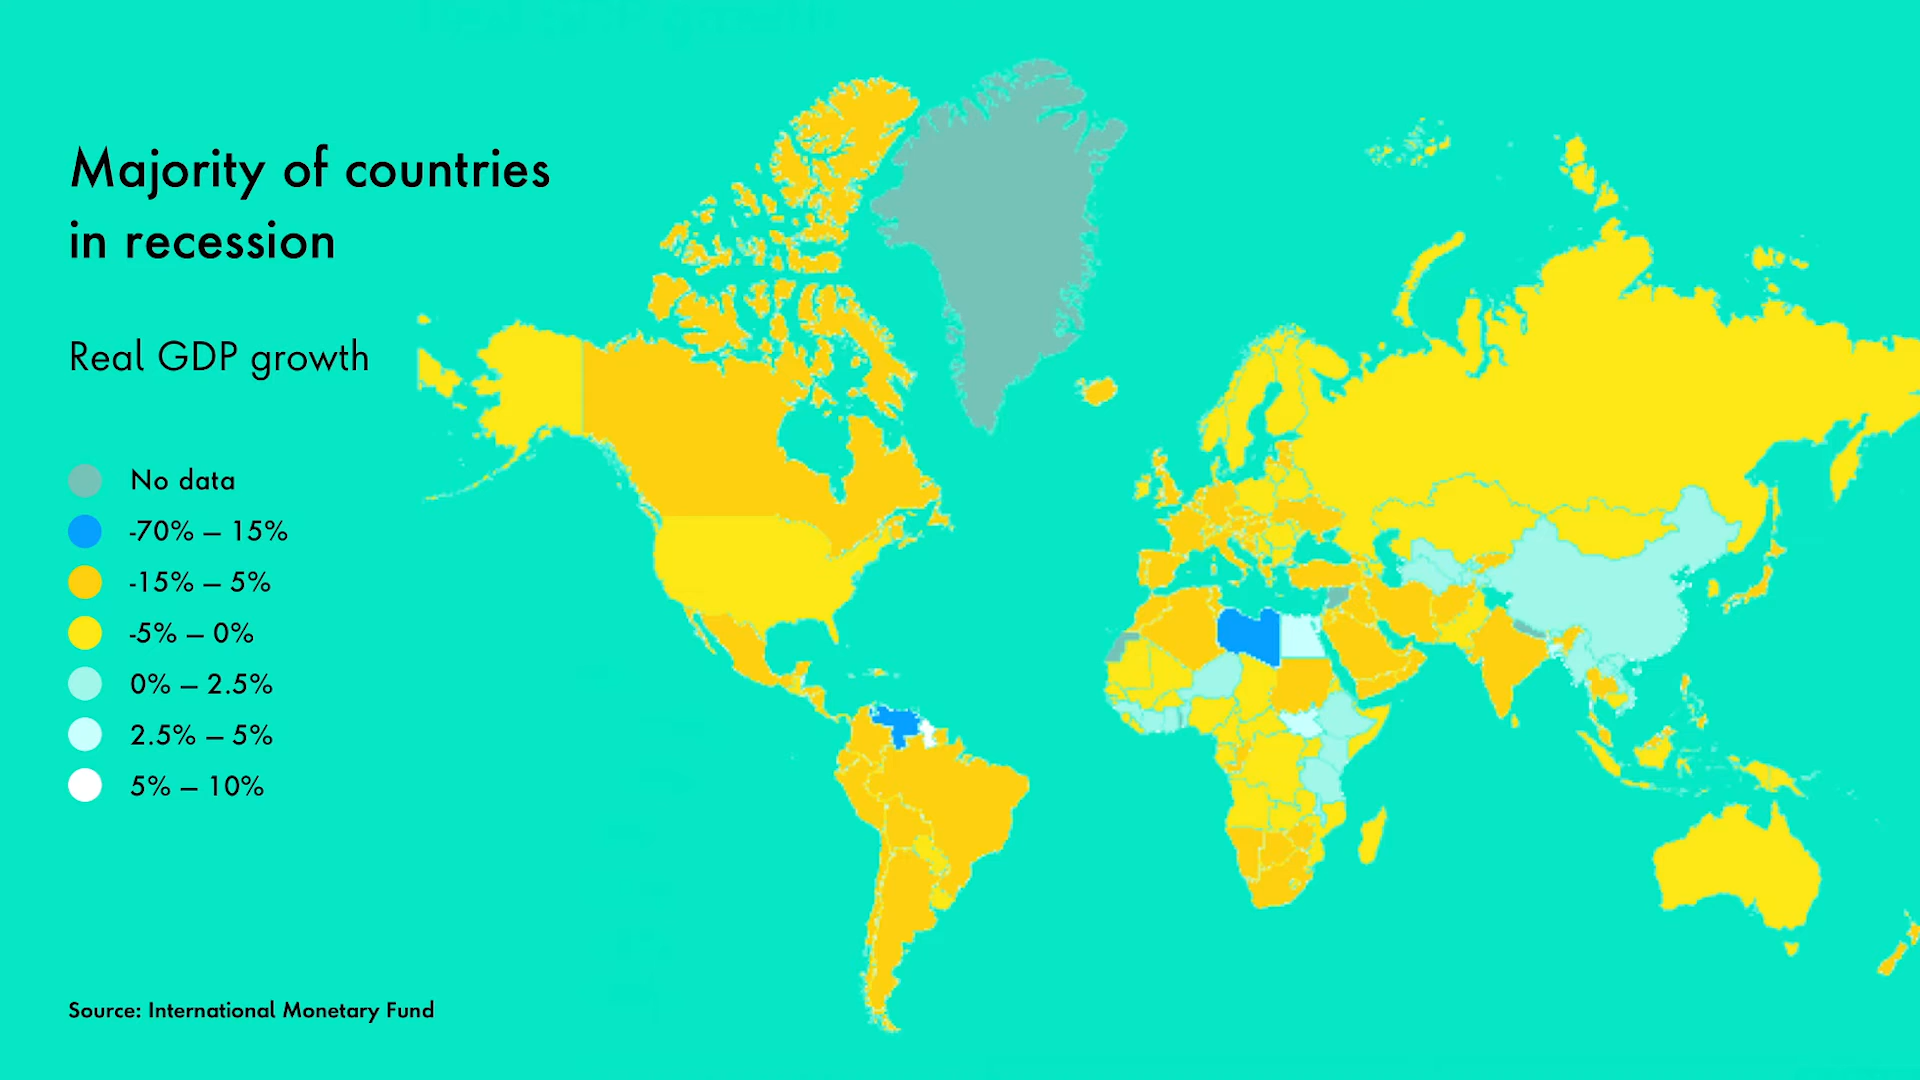 Majority of countries
in recession
Real GDP growth
No data
-70% – 15%
-15% – 5%
-5% – 0%
0% – 2.5%
2.5% – 5%
5% – 10%
Source: International Monetary Fund